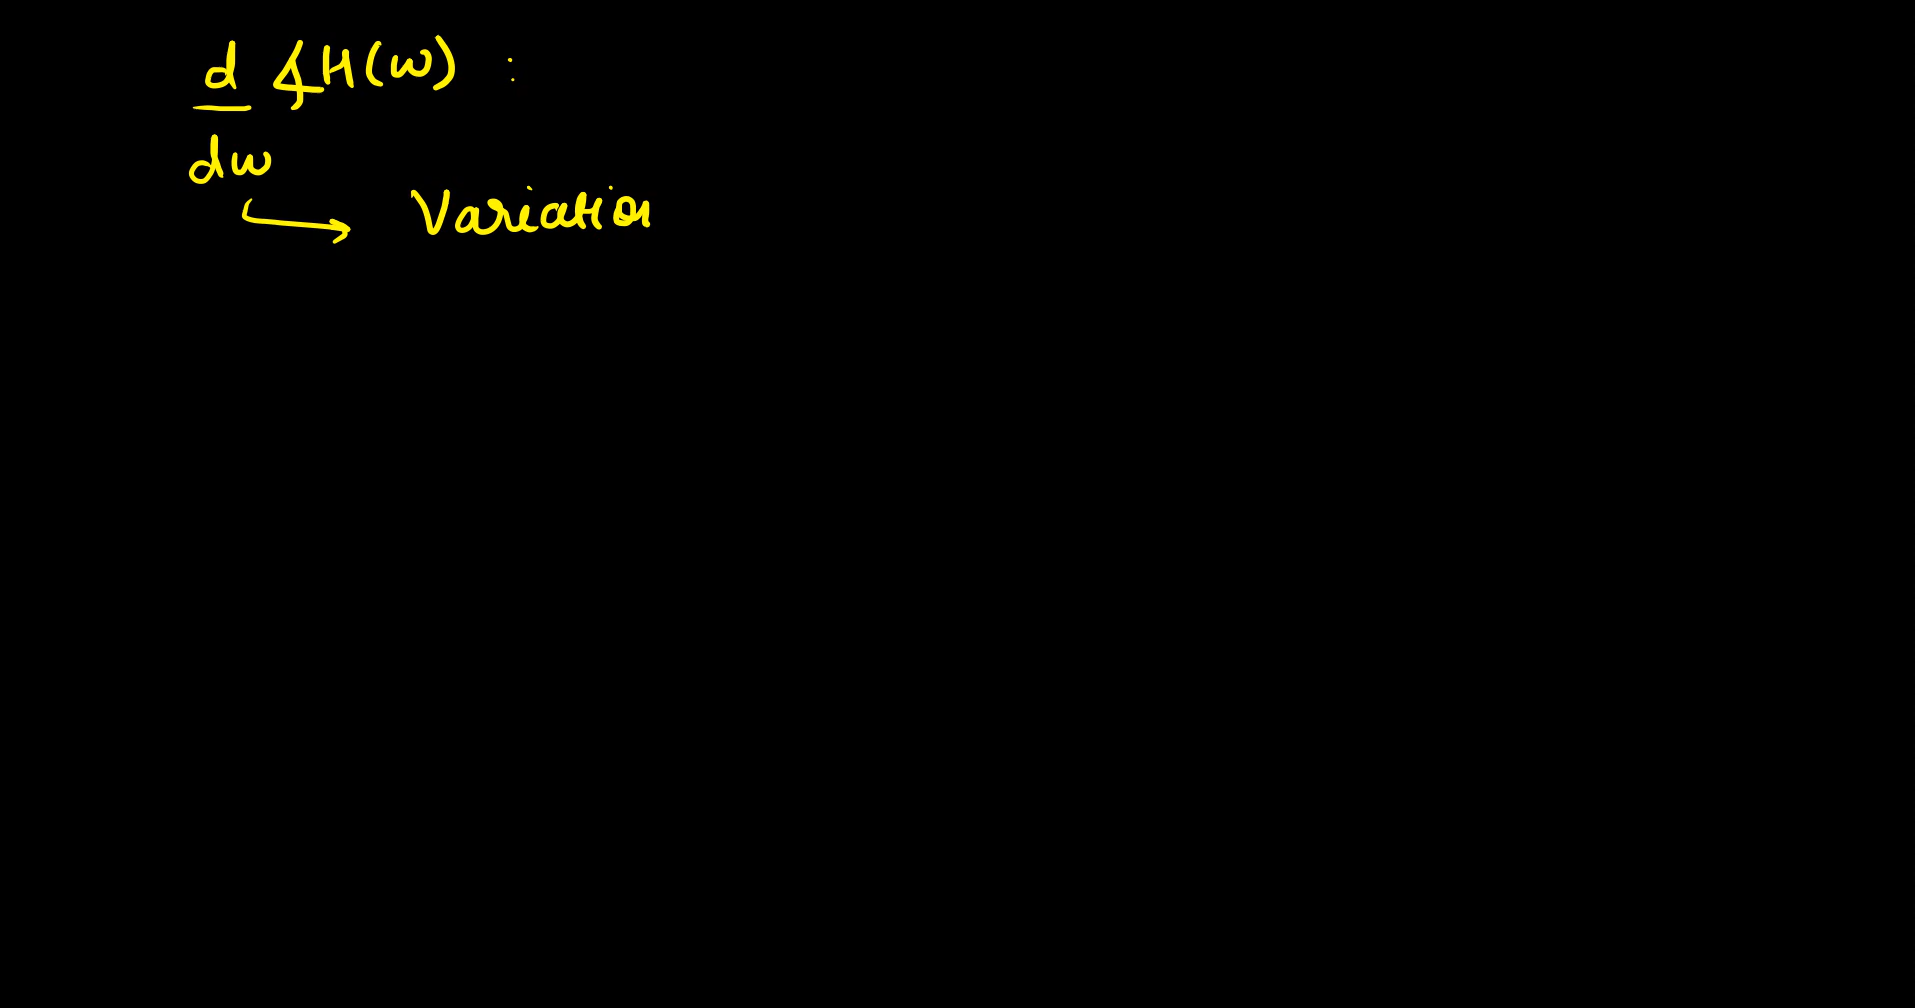 d ∡H(ω) :
dω
Variation